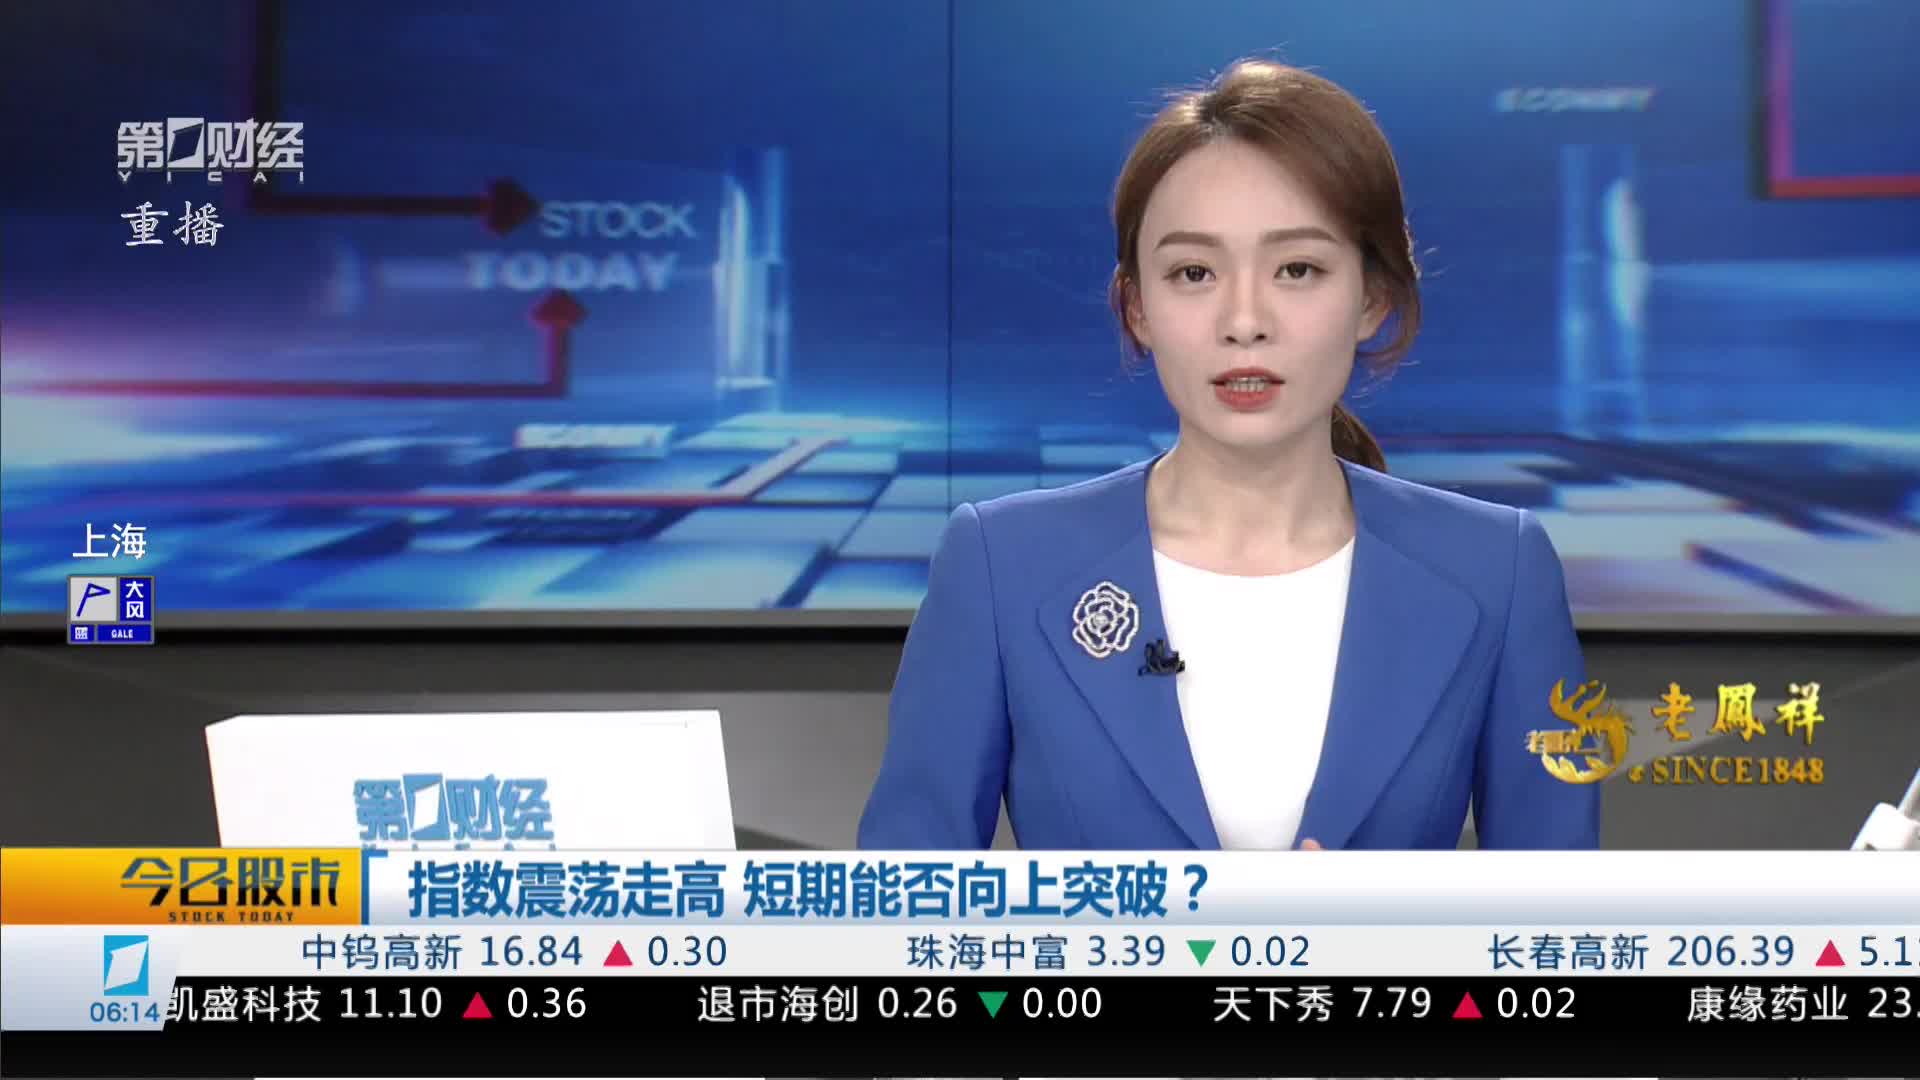 第一财经
YICAI
重播
STOCK
TODAY
ECONMY
ECONMY
上海
大风
蓝 GALE
老鳳祥
SINCE1848
第一财经
今日股市
STOCK TODAY
指数震荡走高 短期能否向上突破？
中钨高新 16.84 ▲ 0.30 珠海中富 3.39 ▼ 0.02 长春高新 206.39 ▲ 5.1
06:14
凯盛科技 11.10 ▲ 0.36 退市海创 0.26 ▼ 0.00 天下秀 7.79 ▲ 0.02 康缘药业 23.